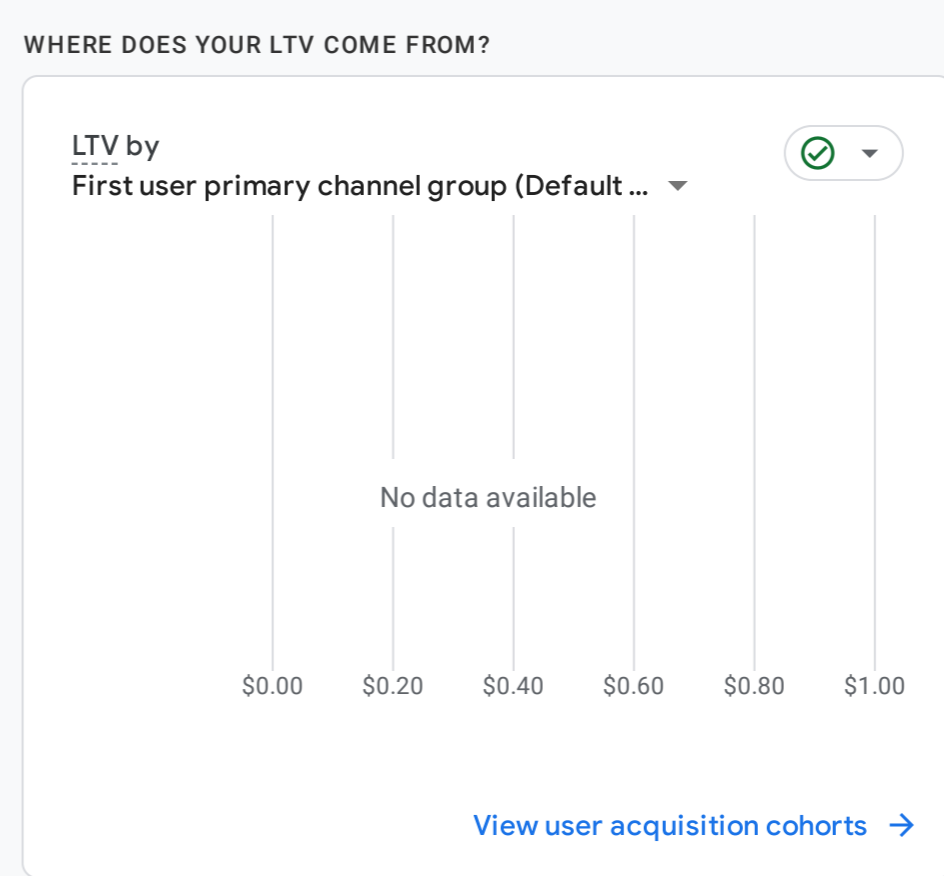 WHERE DOES YOUR LTV COME FROM?
LTV by
First user primary channel group (Default ...
No data available
$0.00 $0.20 $0.40 $0.60 $0.80 $1.00
View user acquisition cohorts